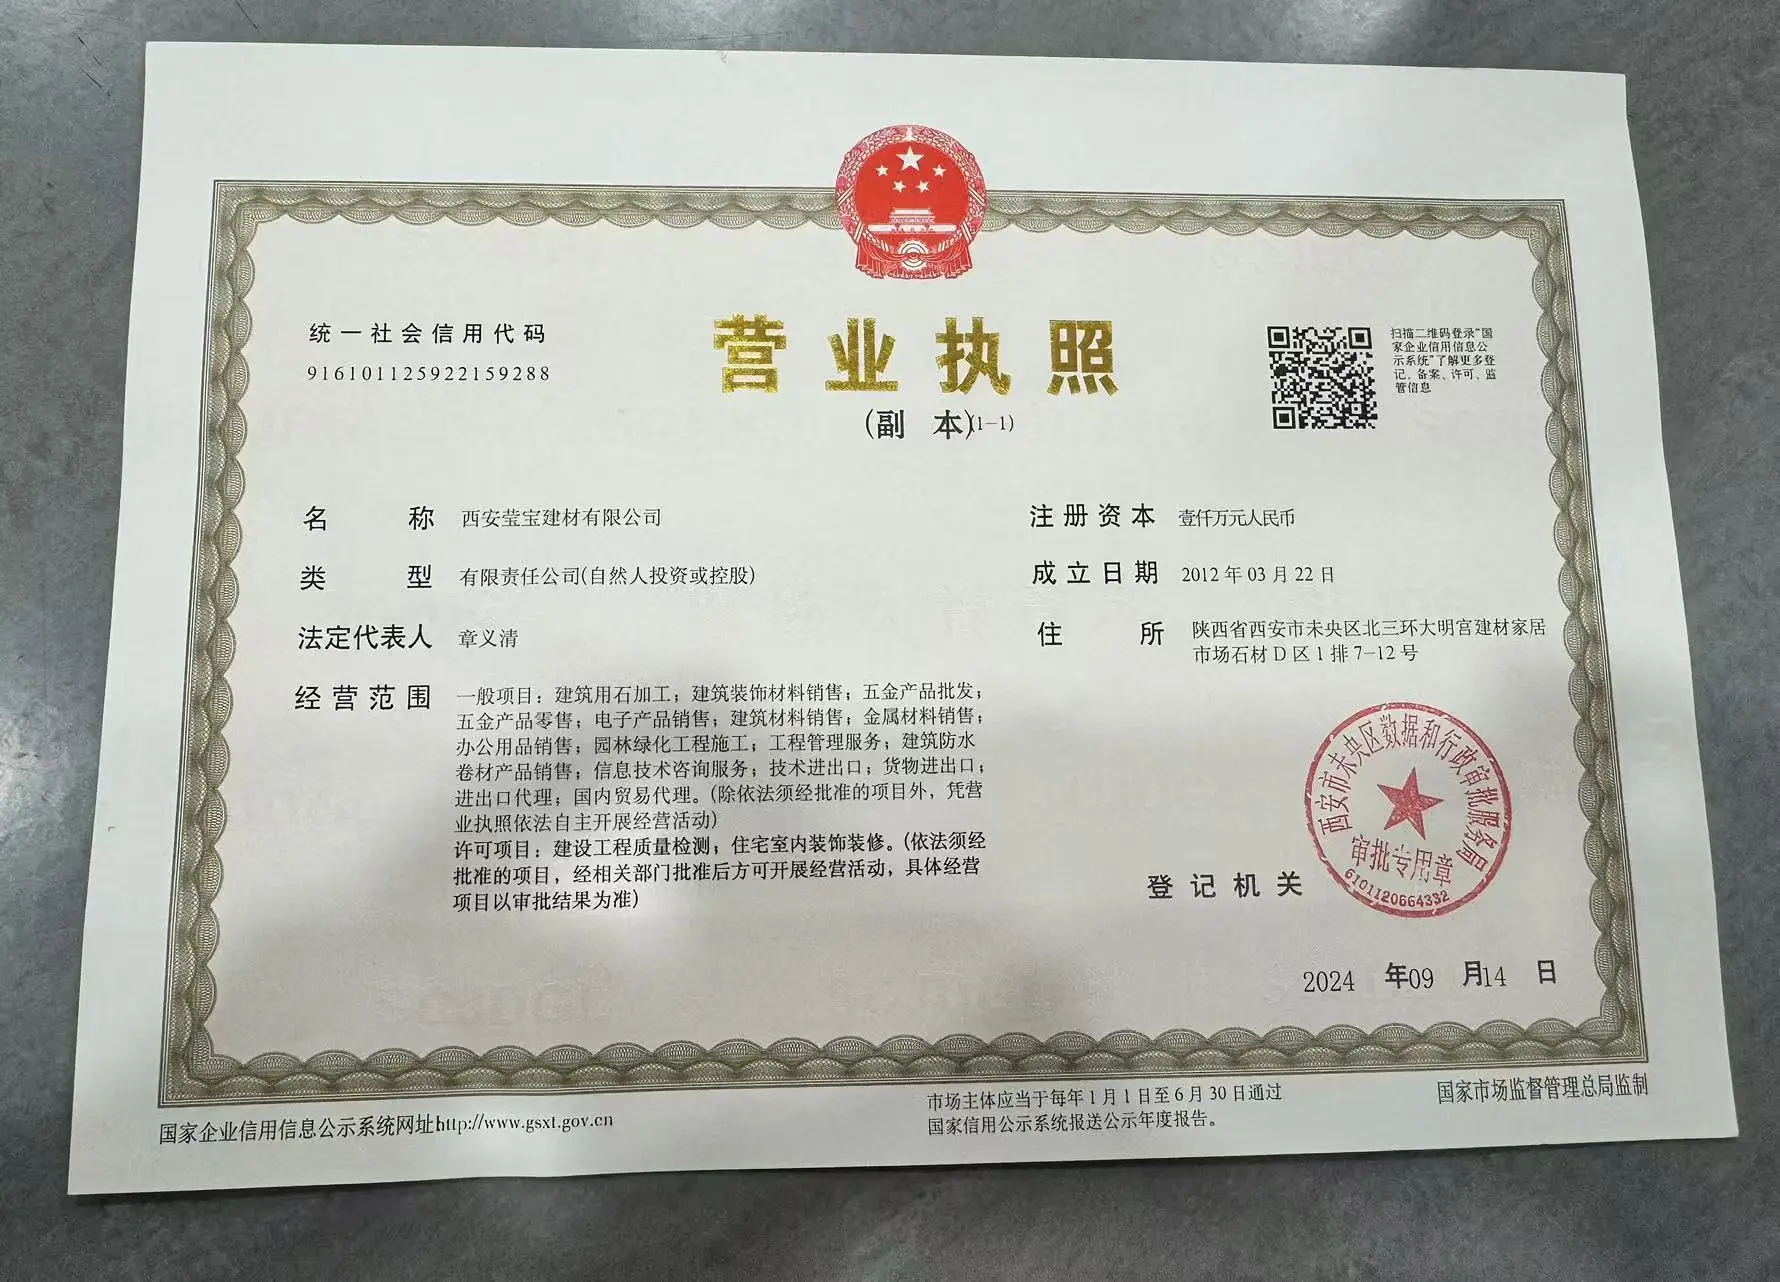 统一社会信用代码
916101125922159288
营业执照
(副 本)(1-1)
扫描二维码登录"国
家企业信用信息公
示系统"了解更多登
记、备案、许可、监
管信息
名 称 西安莹宝建材有限公司
类 型 有限责任公司(自然人投资或控股)
法定代表人 章义清
经营范围 一般项目：建筑用石加工；建筑装饰材料销售；五金产品批发；
五金产品零售；电子产品销售；建筑材料销售；金属材料销售；
办公用品销售；园林绿化工程施工；工程管理服务；建筑防水
卷材产品销售；信息技术咨询服务；技术进出口；货物进出口；
进出口代理；国内贸易代理。(除依法须经批准的项目外，凭营
业执照依法自主开展经营活动)
许可项目：建设工程质量检测；住宅室内装饰装修。(依法须经
批准的项目，经相关部门批准后方可开展经营活动，具体经营
项目以审批结果为准)
注册资本 壹仟万元人民币
成立日期 2012年03月22日
住 所 陕西省西安市未央区北三环大明宫建材家居
市场石材D区1排7-12号
登记机关
西安市未央区数据和行政审批服务局
审批专用章
6101120664332
2024 年09 月14 日
国家企业信用信息公示系统网址http://www.gsxt.gov.cn
市场主体应当于每年1月1日至6月30日通过
国家信用公示系统报送公示年度报告。
国家市场监督管理总局监制